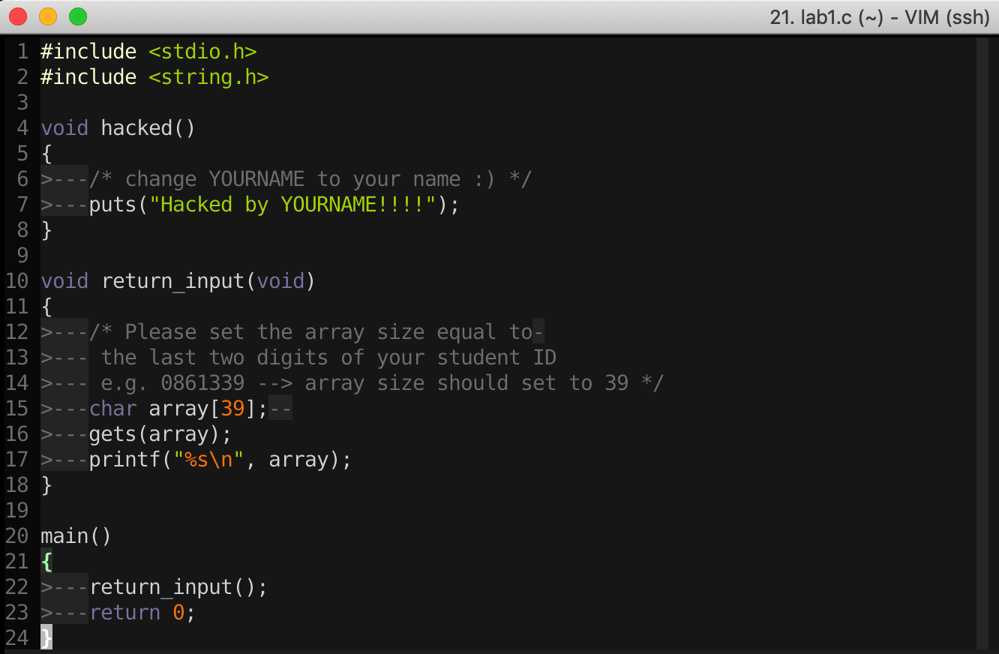 21. lab1.c (~) - VIM (ssh)
1 #include <stdio.h>
2 #include <string.h>
3
4 void hacked()
5 {
6 >---/* change YOURNAME to your name :) */
7 >---puts("Hacked by YOURNAME!!!!");
8 }
9
10 void return_input(void)
11 {
12 >---/* Please set the array size equal to-
13 >--- the last two digits of your student ID
14 >--- e.g. 0861339 --> array size should set to 39 */
15 >---char array[39];--
16 >---gets(array);
17 >---printf("%s\n", array);
18 }
19
20 main()
21 {
22 >---return_input();
23 >---return 0;
24 }